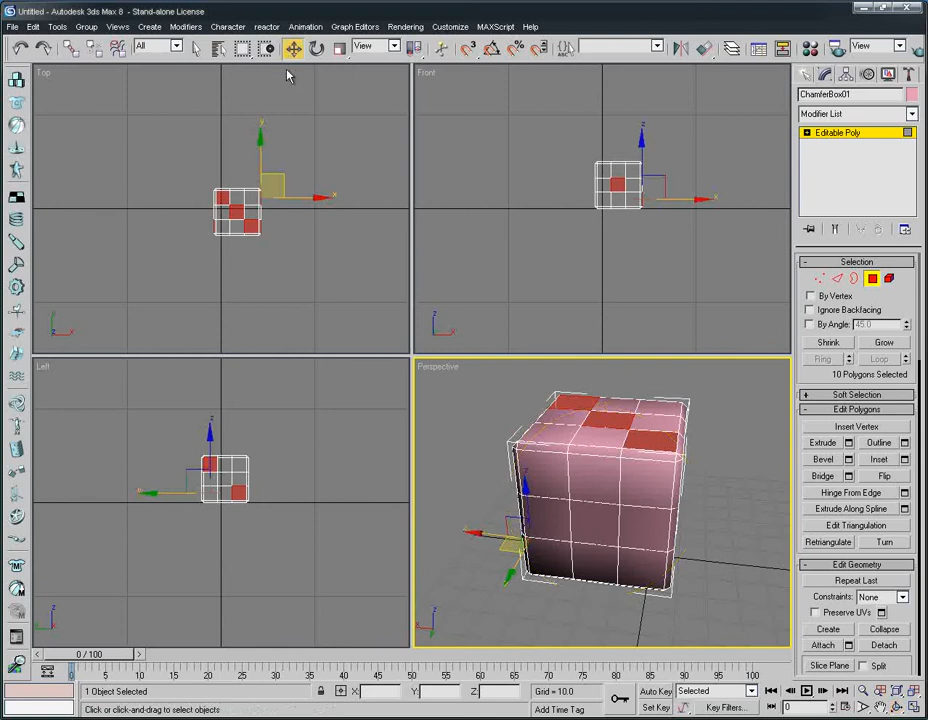 Untitled - Autodesk 3ds Max 8 - Stand-alone License
File Edit Tools Group Views Create Modifiers Character reactor Animation Graph Editors Rendering Customize MAXScript Help
All View View
Top
Front
Left
Perspective
y
x
z
x
z
z
x
x
ChamferBox01
Modifier List
Editable Poly
Selection
By Vertex
Ignore Backfacing
By Angle: 45.0
Shrink Grow
Ring Loop
10 Polygons Selected
Soft Selection
Edit Polygons
Insert Vertex
Extrude Outline
Bevel Inset
Bridge Flip
Hinge From Edge
Extrude Along Spline
Edit Triangulation
Retriangulate Turn
Edit Geometry
Repeat Last
Constraints: None
Preserve UVs
Create Collapse
Attach Detach
Slice Plane Split
0 / 100
0 5 10 15 20 25 30 35 40 45 50 55 60 65 70 75 80 85 90 95 100
1 Object Selected X: Y: Z: Grid = 10.0 Auto Key Selected
Click or click-and-drag to select objects Add Time Tag Set Key Key Filters... 0